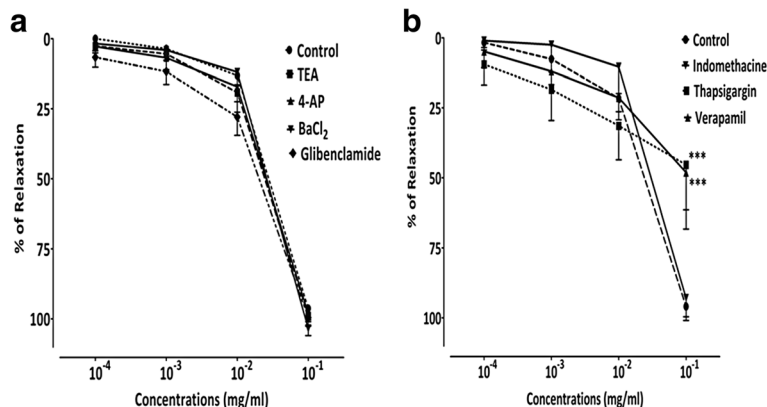 a
0
25
50
75
100
% of Relaxation
Control
TEA
4-AP
BaCl2
Glibenclamide
10-4
10-3
10-2
10-1
Concentrations (mg/ml)
b
0
25
50
75
100
% of Relaxation
Control
Indomethacine
Thapsigargin
Verapamil
***
***
10-4
10-3
10-2
10-1
Concentrations (mg/ml)